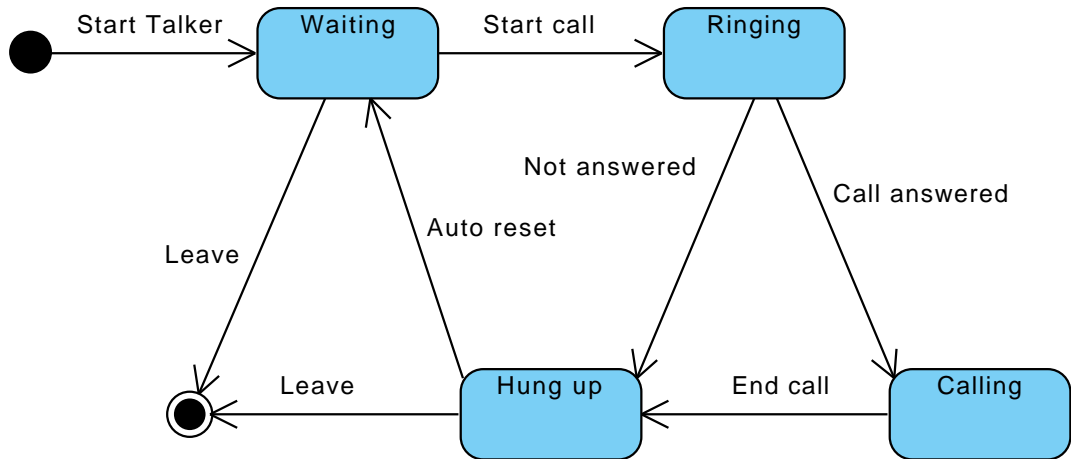 Start Talker
Waiting
Start call
Ringing
Not answered
Call answered
Auto reset
Leave
Leave
Hung up
End call
Calling